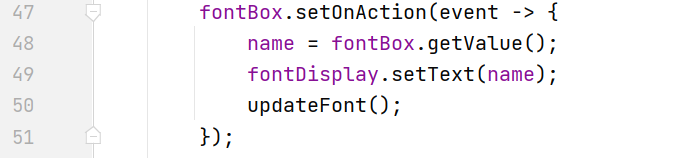 47 fontBox.setOnAction(event -> {
48 name = fontBox.getValue();
49 fontDisplay.setText(name);
50 updateFont();
51 });